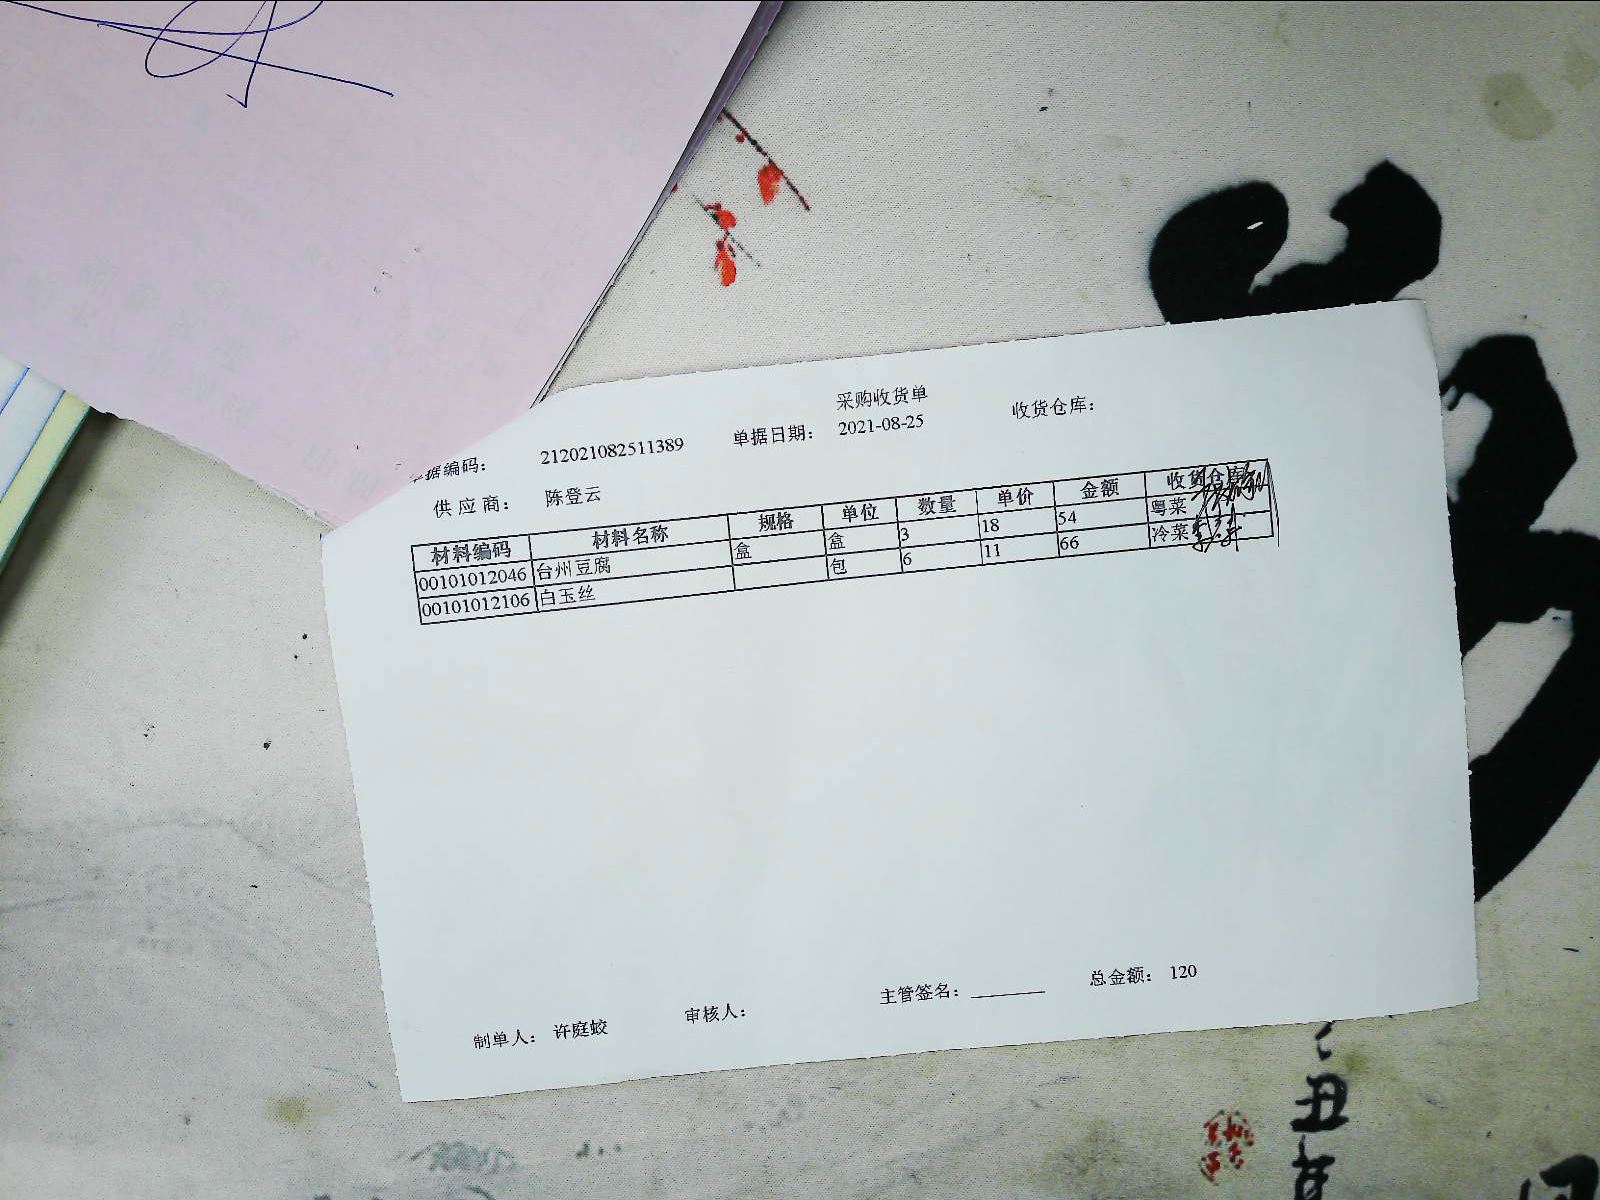 采购收货单
单据编码： 212021082511389 单据日期： 2021-08-25 收货仓库：
供应商： 陈登云
材料编码 材料名称 规格 单位 数量 单价 金额 收货仓库
00101012046 台州豆腐 盒 盒 3 18 54 粤菜
00101012106 白玉丝 包 6 11 66 冷菜
制单人： 许庭蛟 审核人： 主管签名： 总金额： 120
丑